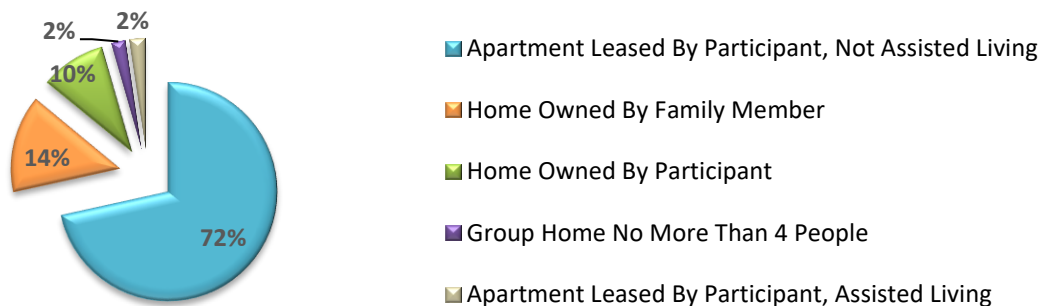 2%
2%
10%
14%
72%
Apartment Leased By Participant, Not Assisted Living
Home Owned By Family Member
Home Owned By Participant
Group Home No More Than 4 People
Apartment Leased By Participant, Assisted Living